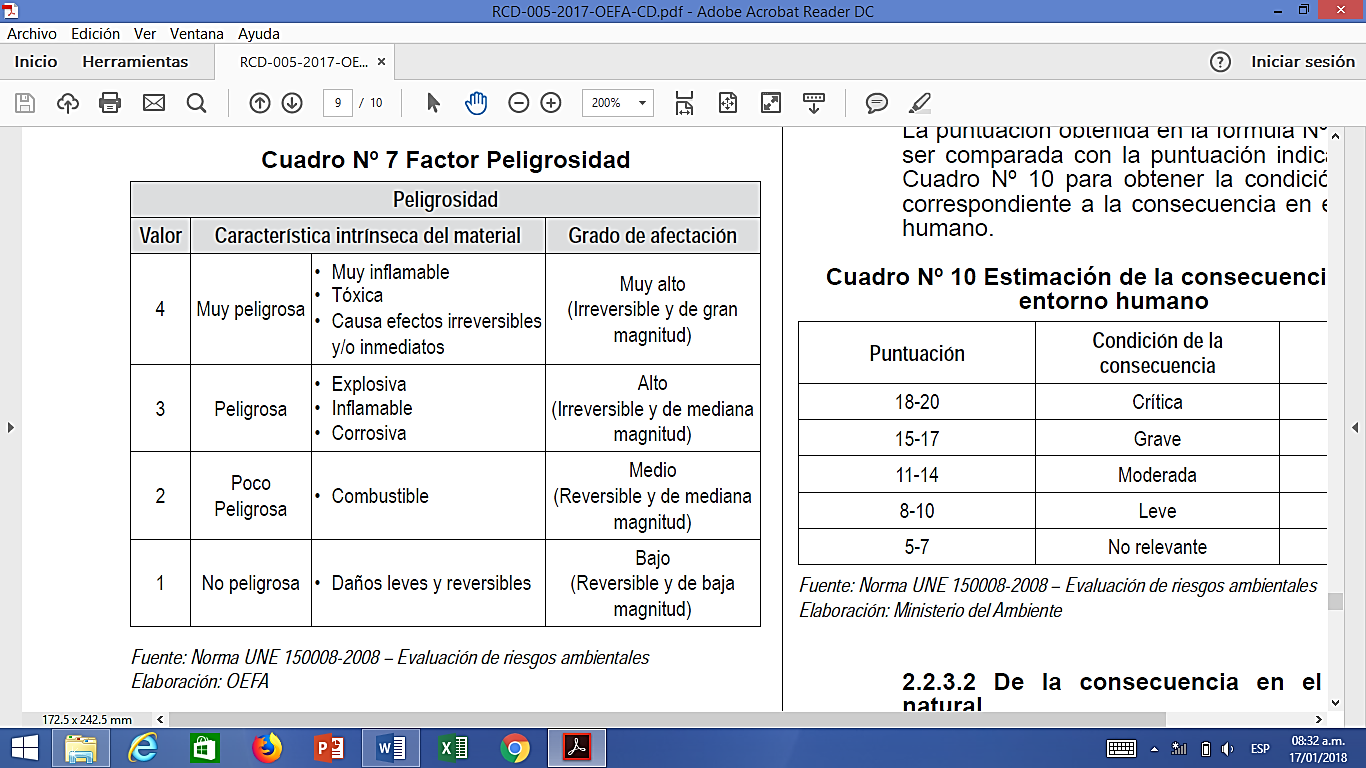 RCD-005-2017-OEFA-CD.pdf - Adobe Acrobat Reader DC
Archivo Edición Ver Ventana Ayuda
Inicio Herramientas RCD-005-2017-OE... × ? Iniciar sesión
9 / 10 200%
Cuadro Nº 7 Factor Peligrosidad
Peligrosidad
Valor Característica intrínseca del material Grado de afectación
4 Muy peligrosa
• Muy inflamable
• Tóxica
• Causa efectos irreversibles
y/o inmediatos
Muy alto
(Irreversible y de gran
magnitud)
3 Peligrosa
• Explosiva
• Inflamable
• Corrosiva
Alto
(Irreversible y de mediana
magnitud)
2 Poco
Peligrosa
• Combustible
Medio
(Reversible y de mediana
magnitud)
1 No peligrosa
• Daños leves y reversibles
Bajo
(Reversible y de baja
magnitud)
Fuente: Norma UNE 150008-2008 – Evaluación de riesgos ambientales
Elaboración: OEFA
La puntuación obtenida en la fórmula Nº
ser comparada con la puntuación indic
Cuadro Nº 10 para obtener la condició
correspondiente a la consecuencia en e
humano.
Cuadro Nº 10 Estimación de la consecuenci
entorno humano
Puntuación Condición de la
consecuencia
18-20 Crítica
15-17 Grave
11-14 Moderada
8-10 Leve
5-7 No relevante
Fuente: Norma UNE 150008-2008 – Evaluación de riesgos ambientales
Elaboración: Ministerio del Ambiente
2.2.3.2 De la consecuencia en el
natural
172.5 x 242.5 mm
ESP
08:32 a.m.
17/01/2018